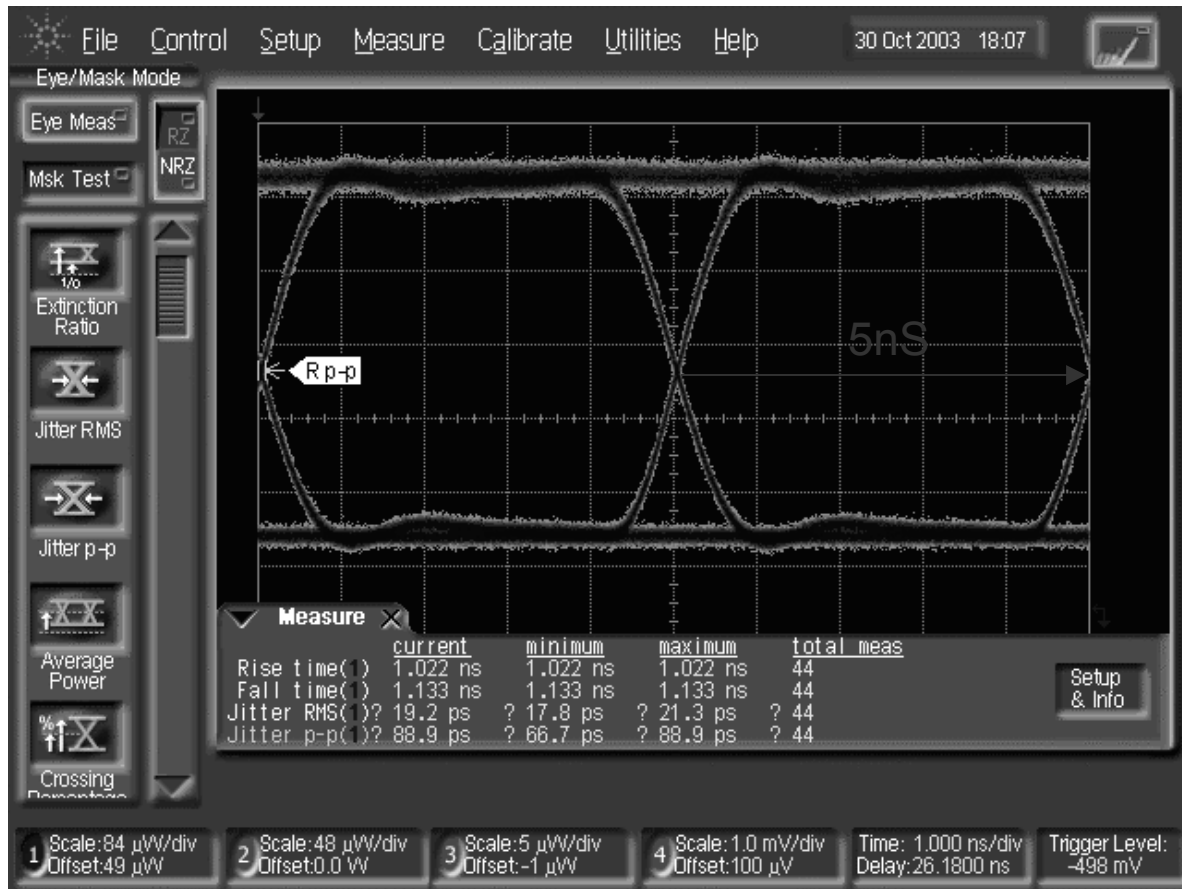 File Control Setup Measure Calibrate Utilities Help 30 Oct 2003 18:07
Eye/Mask Mode
Eye Meas
RZ
NRZ
Msk Test
1/0
Extinction
Ratio
5nS
R p-p
Jitter RMS
Jitter p-p
Measure
current minimum maximum total meas
Rise time(1) 1.022 ns 1.022 ns 1.022 ns 44
Fall time(1) 1.133 ns 1.133 ns 1.133 ns 44
Jitter RMS(1)? 19.2 ps ? 17.8 ps ? 21.3 ps ? 44
Jitter p-p(1)? 88.9 ps ? 66.7 ps ? 88.9 ps ? 44
Setup
& Info
Average
Power
%
Crossing
1 Scale:84 µW/div
Offset:49 µW
2 Scale:48 µW/div
Offset:0.0 W
3 Scale:5 µW/div
Offset:-1 µW
4 Scale:1.0 mV/div
Offset:100 µV
Time: 1.000 ns/div
Delay:26.1800 ns
Trigger Level:
-498 mV